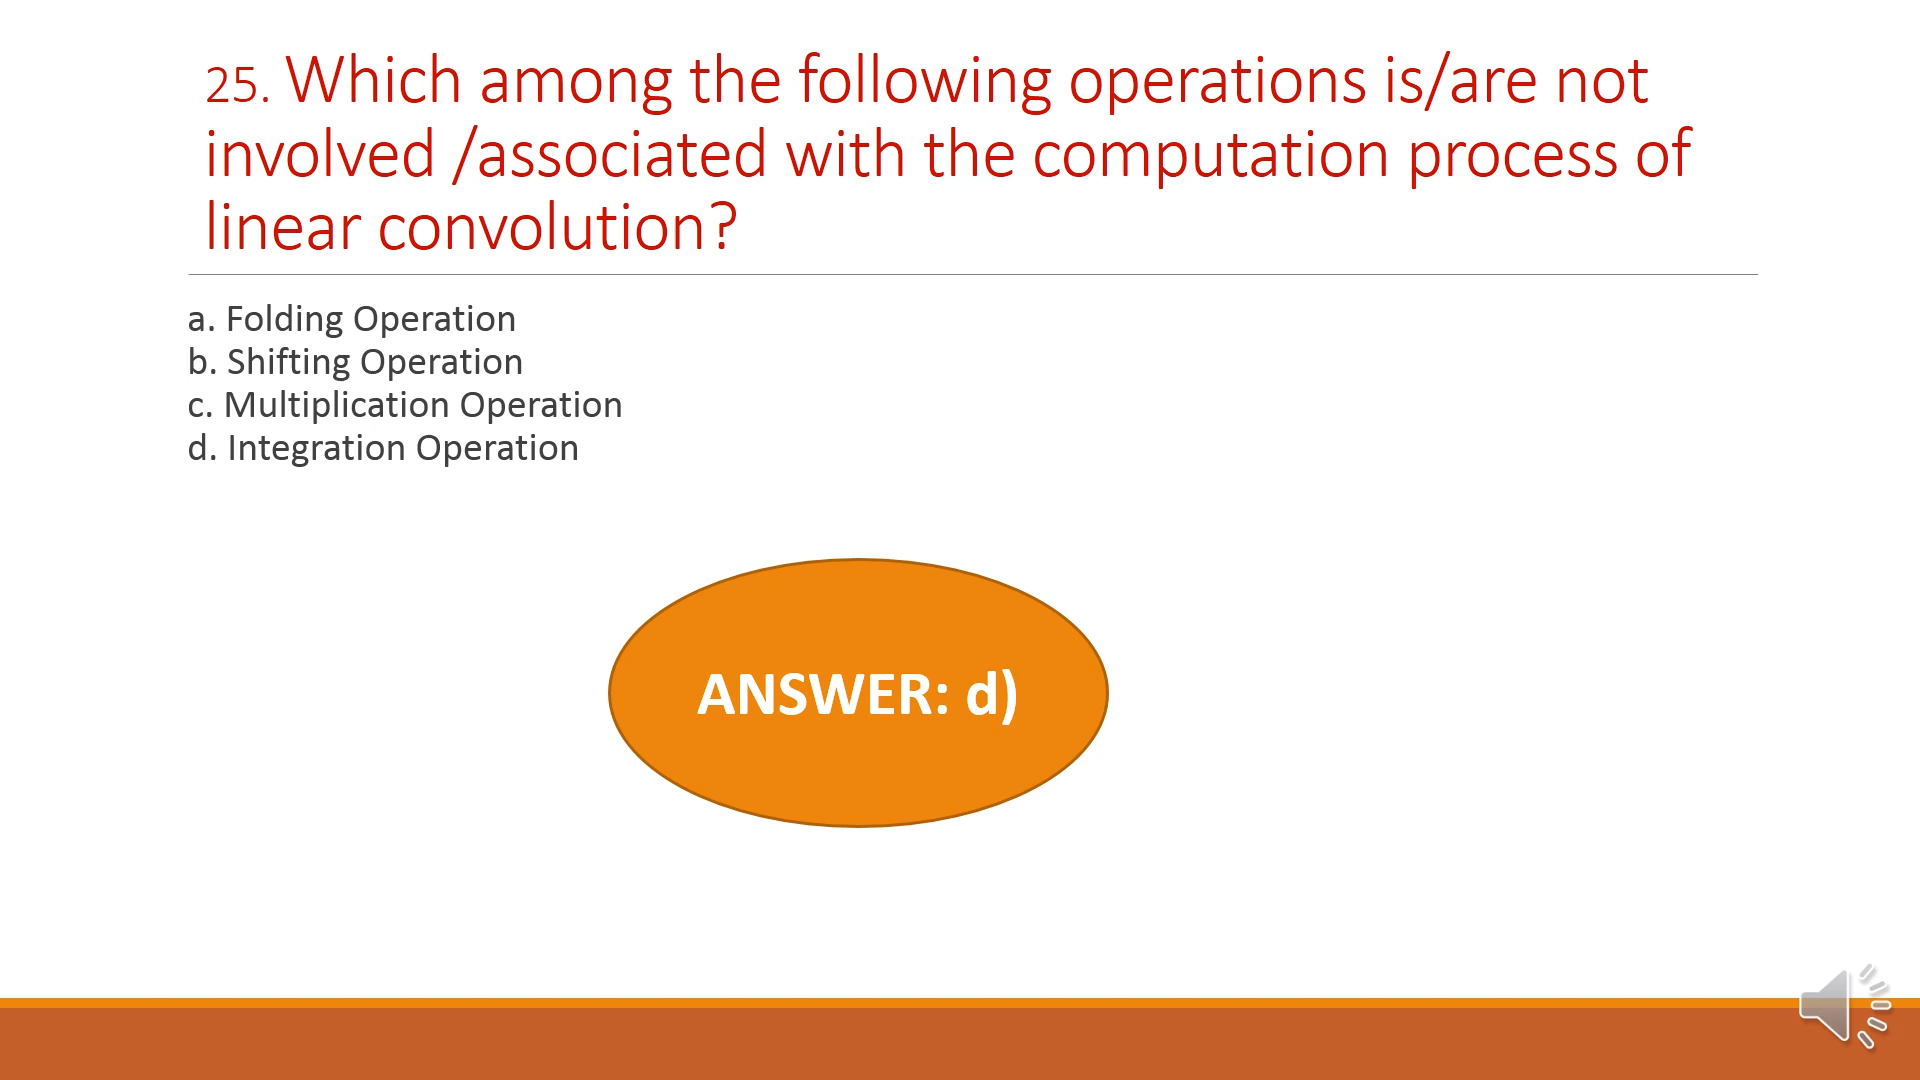 25. Which among the following operations is/are not
involved /associated with the computation process of
linear convolution?
a. Folding Operation
b. Shifting Operation
c. Multiplication Operation
d. Integration Operation
ANSWER: d)